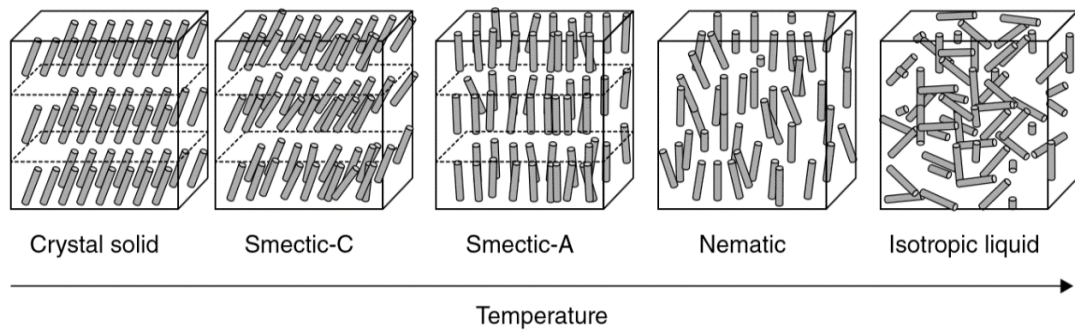 Crystal solid
Smectic-C
Smectic-A
Nematic
Isotropic liquid
Temperature